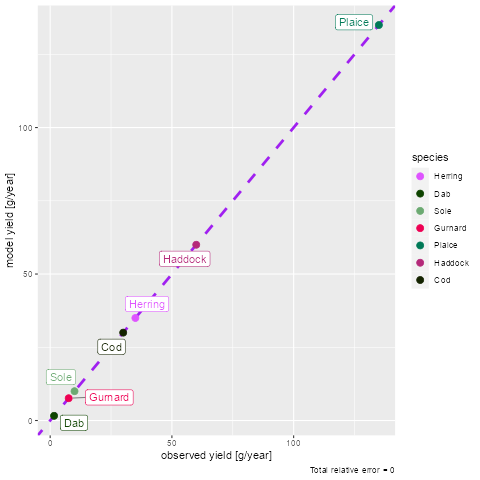 Plaice
100
50
0
Haddock
Herring
Cod
Sole
Gurnard
Dab
0
50
100
model yield [g/year]
observed yield [g/year]
Total relative error = 0
species
Herring
Dab
Sole
Gurnard
Plaice
Haddock
Cod